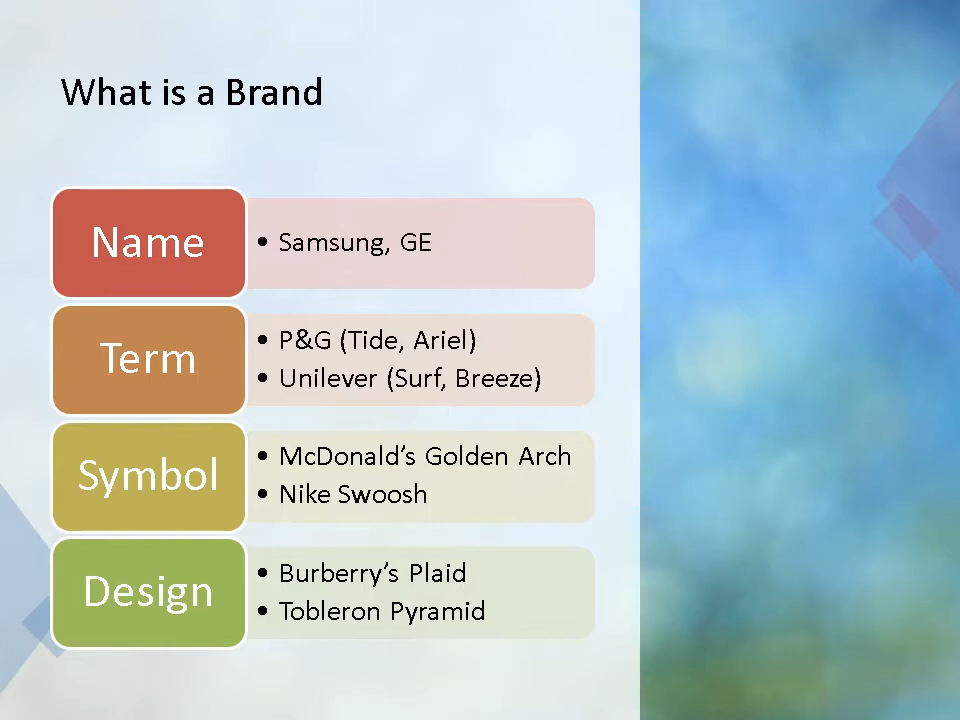 What is a Brand
Name
• Samsung, GE
Term
• P&G (Tide, Ariel)
• Unilever (Surf, Breeze)
Symbol
• McDonald’s Golden Arch
• Nike Swoosh
Design
• Burberry’s Plaid
• Tobleron Pyramid